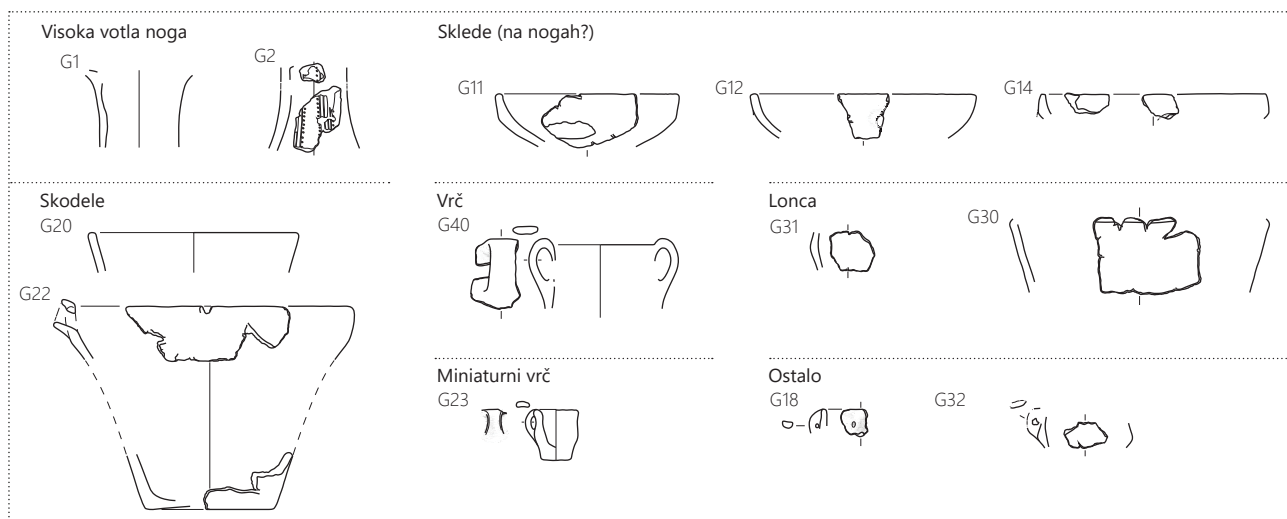 Visoka votla noga
G1
G2
Sklede (na nogah?)
G11
G12
G14
Skodele
G20
G22
Vrč
G40
Lonca
G31
G30
Miniaturni vrč
G23
Ostalo
G18
G32